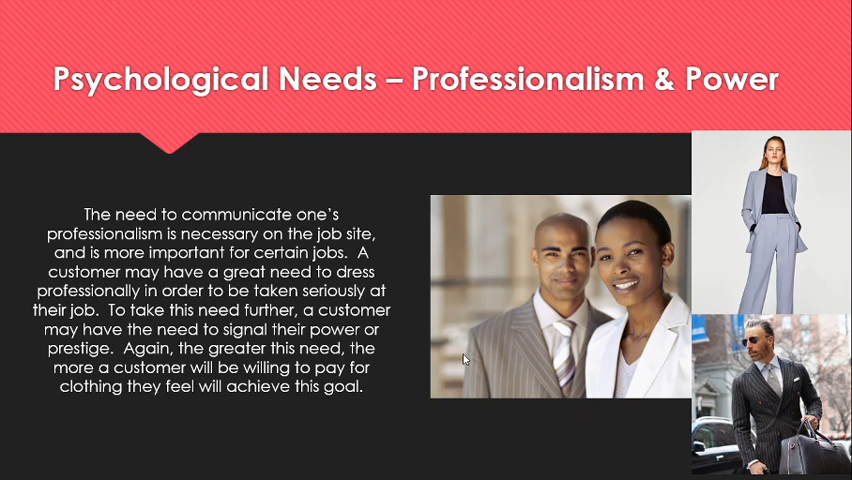 Psychological Needs – Professionalism & Power
The need to communicate one's
professionalism is necessary on the job site,
and is more important for certain jobs.  A
customer may have a great need to dress
professionally in order to be taken seriously at
their job.  To take this need further, a customer
may have the need to signal their power or
prestige.  Again, the greater this need, the
more a customer will be willing to pay for
clothing they feel will achieve this goal.